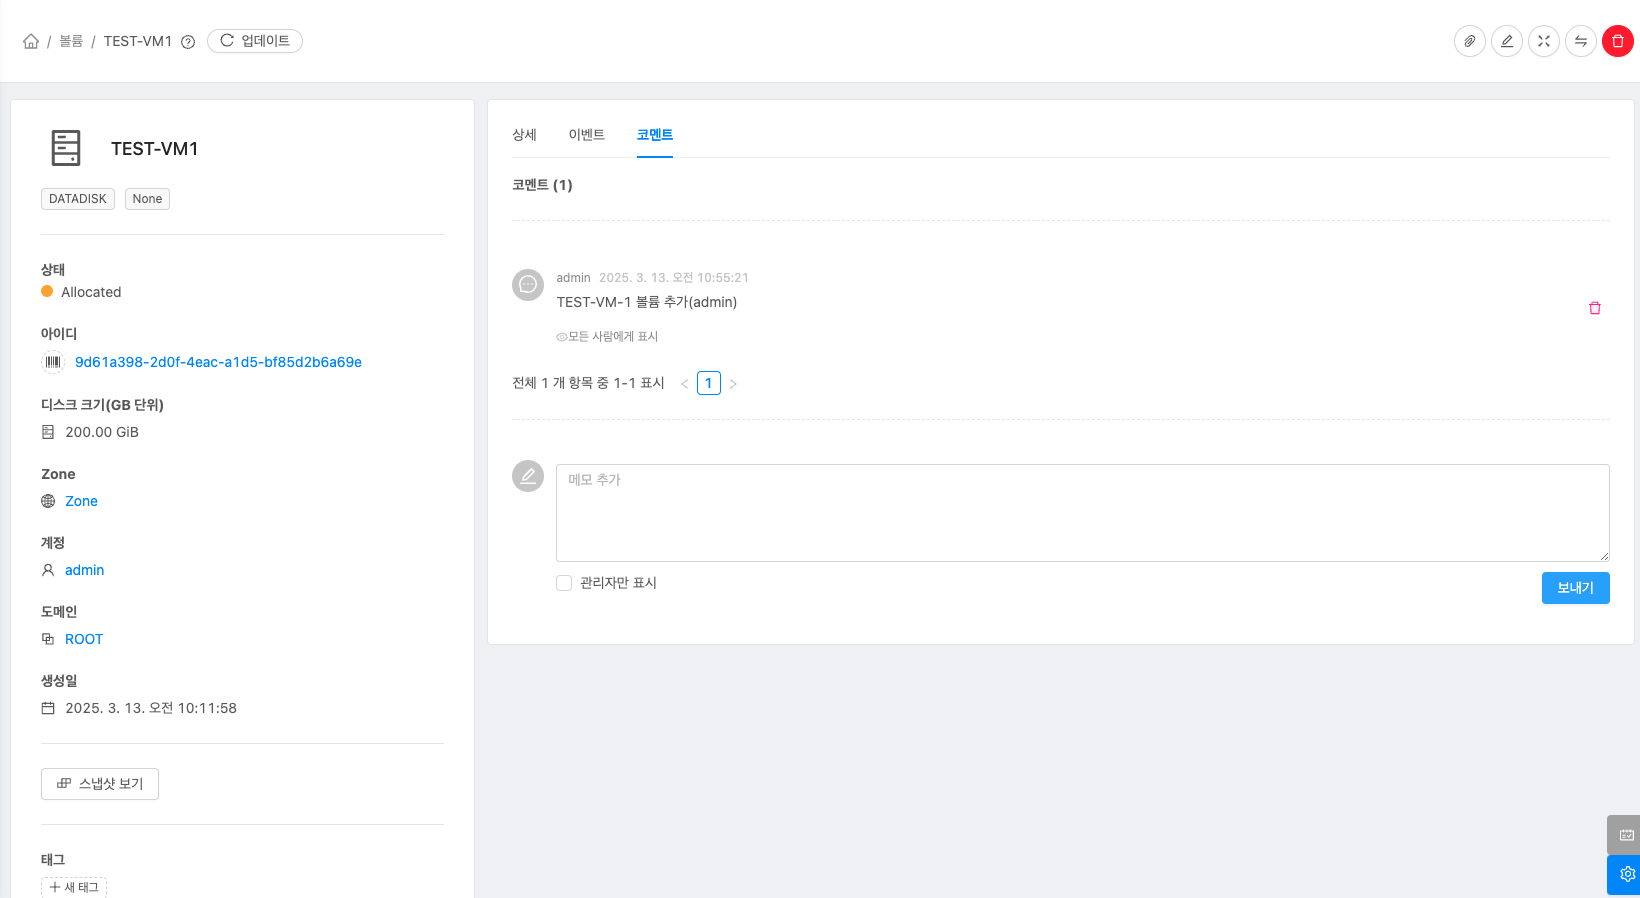 / 볼륨 / TEST-VM1 업데이트
TEST-VM1
DATADISK None
상태
Allocated
아이디
9d61a398-2d0f-4eac-a1d5-bf85d2b6a69e
디스크 크기(GB 단위)
200.00 GiB
Zone
Zone
계정
admin
도메인
ROOT
생성일
2025. 3. 13. 오전 10:11:58
스냅샷 보기
태그
+ 새 태그
상세 이벤트 코멘트
코멘트 (1)
admin 2025. 3. 13. 오전 10:55:21
TEST-VM-1 볼륨 추가(admin)
모든 사람에게 표시
전체 1 개 항목 중 1-1 표시 < 1 >
메모 추가
관리자만 표시
보내기